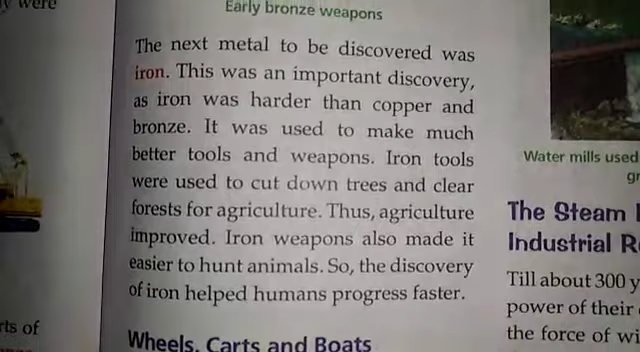 were
Early bronze weapons
The next metal to be discovered was
iron. This was an important discovery,
as iron was harder than copper and
bronze. It was used to make much
better tools and weapons. Iron tools
were used to cut down trees and clear
forests for agriculture. Thus, agriculture
improved. Iron weapons also made it
easier to hunt animals. So, the discovery
of iron helped humans progress faster.
Wheels, Carts and Boats
of
Water mills used
The Steam
Industrial
Till about 300
power of their
the force of